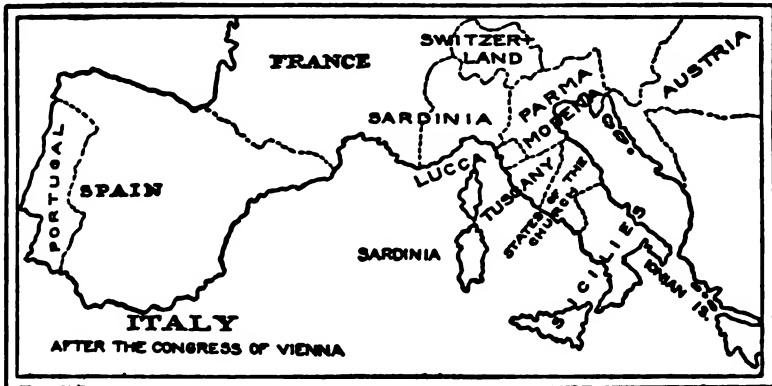 SWITZER-
LAND
FRANCE
AUSTRIA
PARMA
MODENA
SARDINIA
LUCCA
TUSCANY
STATES OF THE
CHURCH
PORTUGAL
SPAIN
SARDINIA
SICILIES
IONIAN IS.
ITALY
AFTER THE CONGRESS OF VIENNA